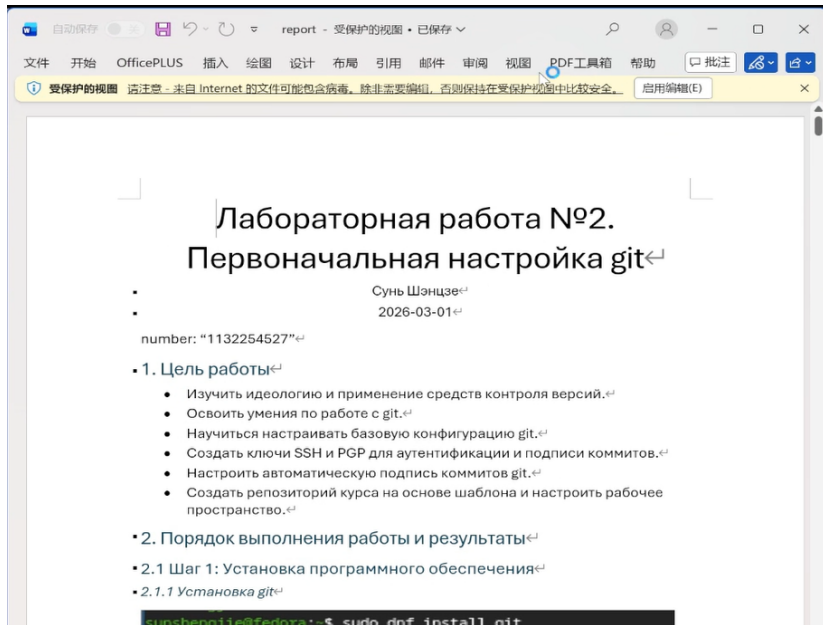 自动保存 report - 受保护的视图 • 已保存
文件 开始 OfficePLUS 插入 绘图 设计 布局 引用 邮件 审阅 视图 PDF工具箱 帮助 批注
受保护的视图 请注意 - 来自 Internet 的文件可能包含病毒。除非需要编辑，否则保持在受保护视图中比较安全。 启用编辑(E)
Лабораторная работа №2.
Первоначальная настройка git
Сунь Шэнцзе
2026-03-01
number: “1132254527”
1. Цель работы
• Изучить идеологию и применение средств контроля версий.
• Освоить умения по работе с git.
• Научиться настраивать базовую конфигурацию git.
• Создать ключи SSH и PGP для аутентификации и подписи коммитов.
• Настроить автоматическую подпись коммитов git.
• Создать репозиторий курса на основе шаблона и настроить рабочее
пространство.
2. Порядок выполнения работы и результаты
2.1 Шаг 1: Установка программного обеспечения
2.1.1 Установка git
sunshengjie@fedora:~$ sudo dnf install git